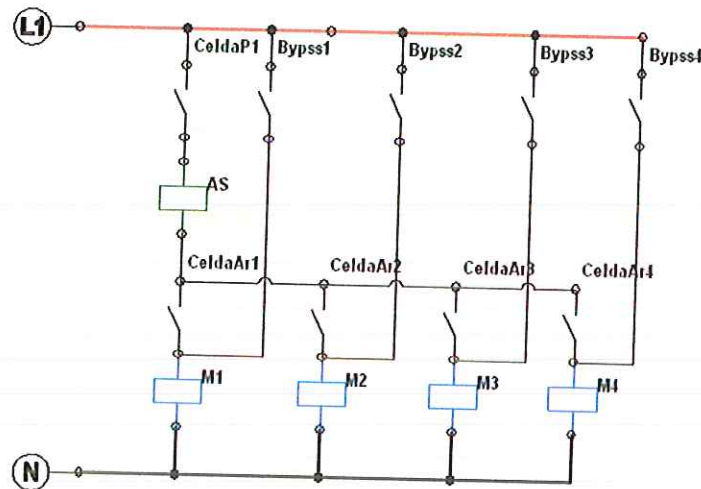 L1
CeldaP1
Bypss1
Bypss2
Bypss3
Bypss4
AS
CeldaAr1
CeldaAr2
CeldaAr3
CeldaAr4
M1
M2
M3
M4
N